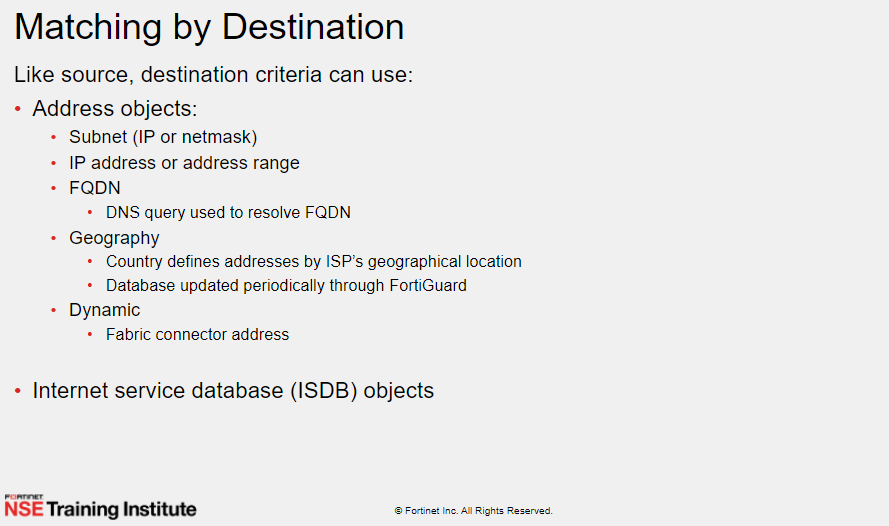 Matching by Destination
Like source, destination criteria can use:
• Address objects:
• Subnet (IP or netmask)
• IP address or address range
• FQDN
• DNS query used to resolve FQDN
• Geography
• Country defines addresses by ISP's geographical location
• Database updated periodically through FortiGuard
• Dynamic
• Fabric connector address
• Internet service database (ISDB) objects
FORTINET
NSE Training Institute
© Fortinet Inc. All Rights Reserved.